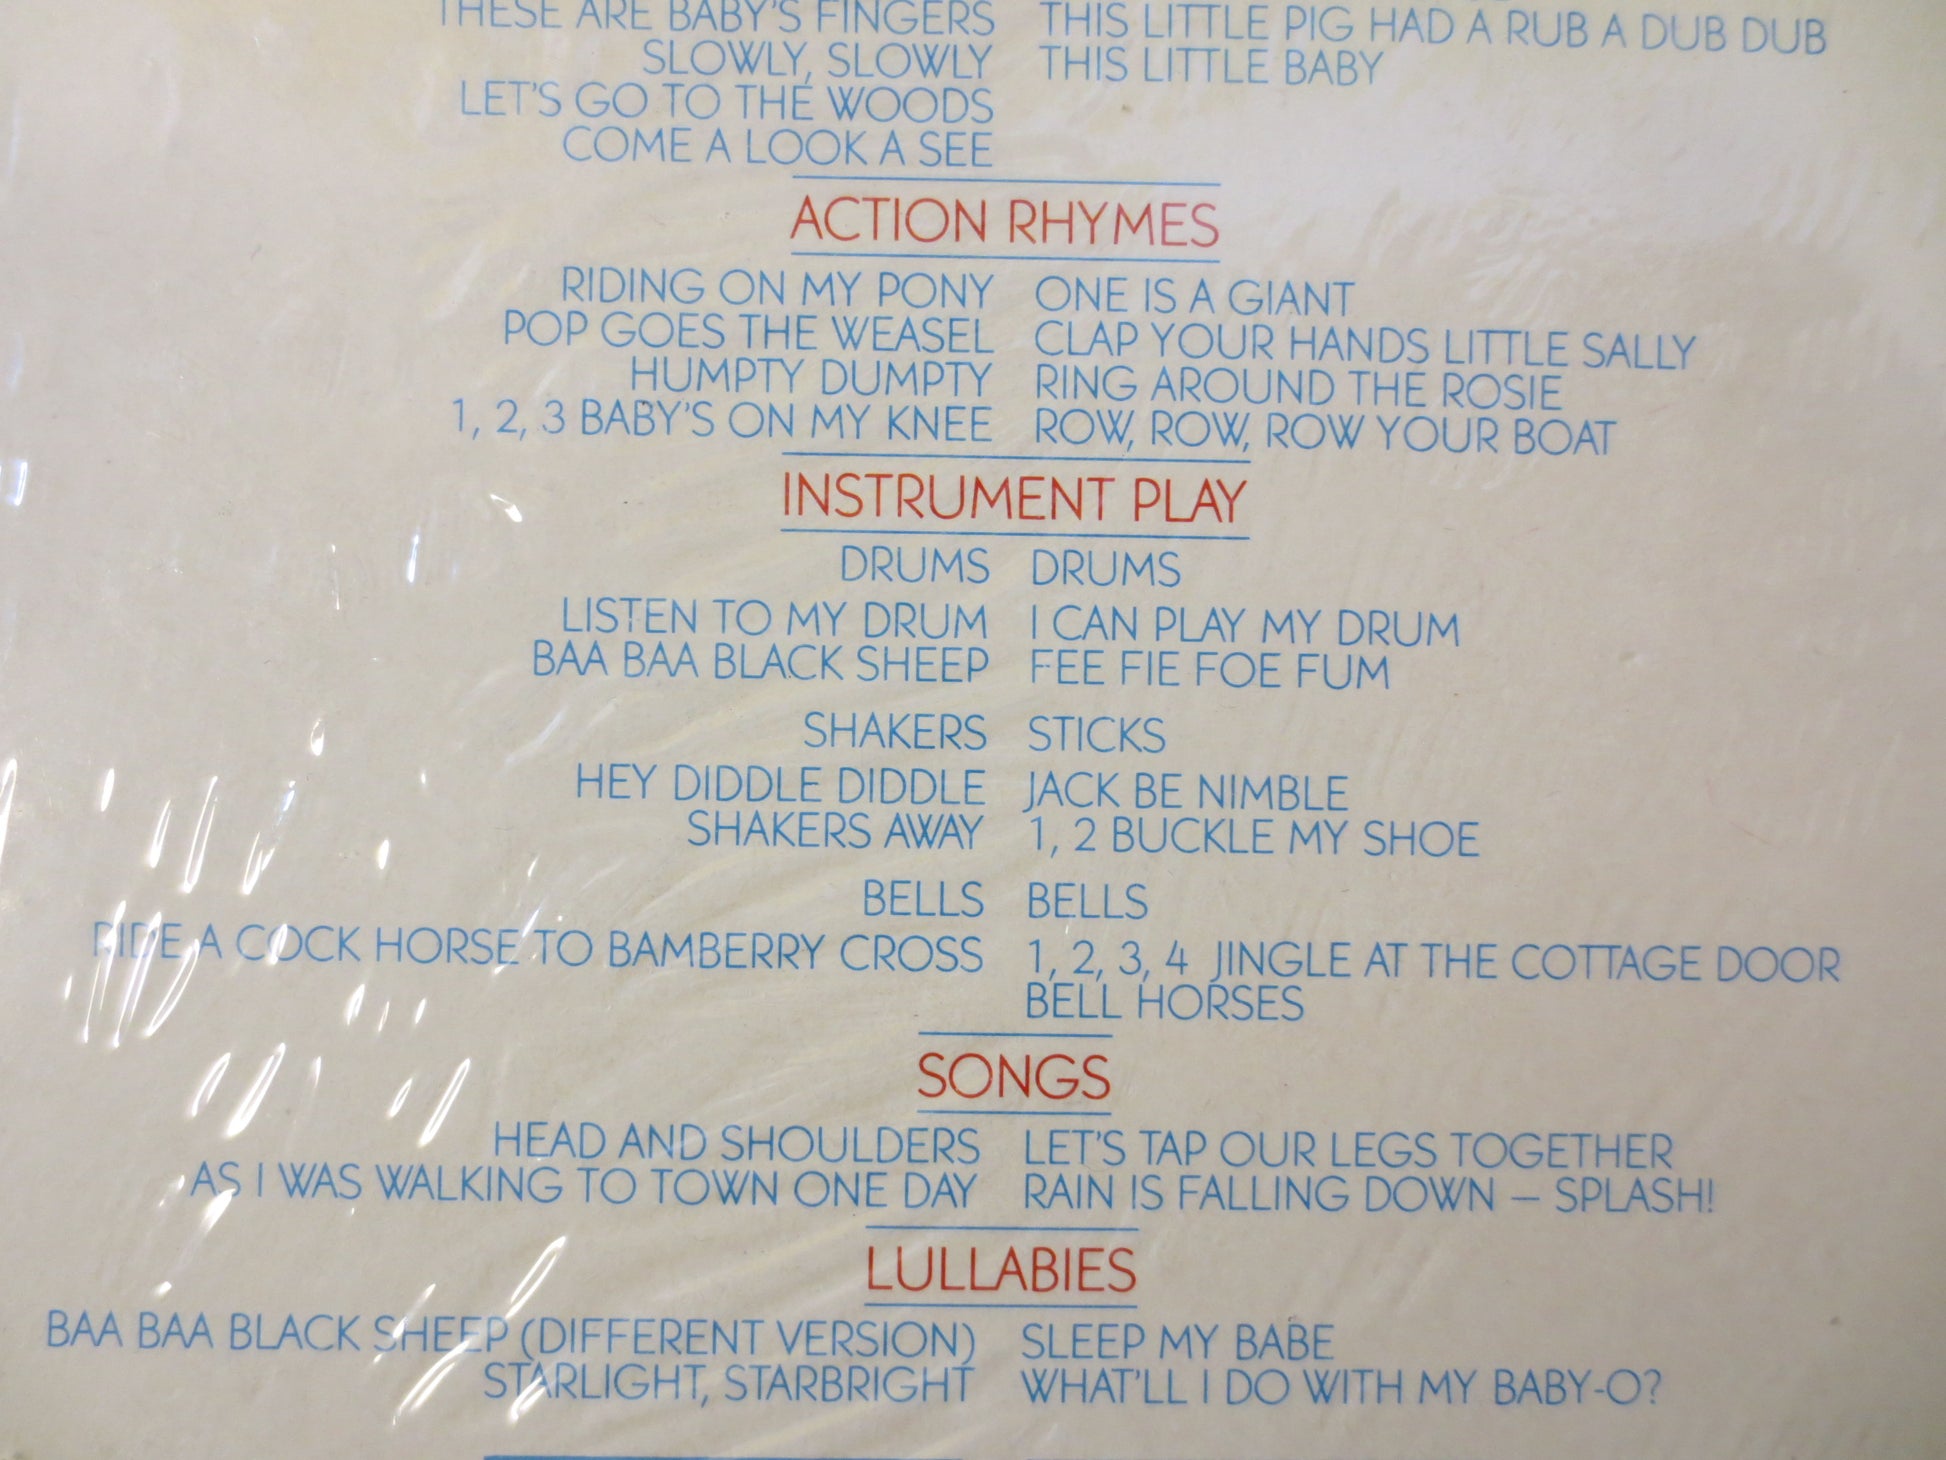 THESE ARE BABY'S FINGERS
SLOWLY, SLOWLY
LET'S GO TO THE WOODS
COME A LOOK A SEE
THIS LITTLE PIG HAD A RUB A DUB DUB
THIS LITTLE BABY
ACTION RHYMES
RIDING ON MY PONY
POP GOES THE WEASEL
HUMPTY DUMPTY
1, 2, 3 BABY'S ON MY KNEE
ONE IS A GIANT
CLAP YOUR HANDS LITTLE SALLY
RING AROUND THE ROSIE
ROW, ROW, ROW YOUR BOAT
INSTRUMENT PLAY
DRUMS
LISTEN TO MY DRUM
BAA BAA BLACK SHEEP
DRUMS
I CAN PLAY MY DRUM
FEE FIE FOE FUM
SHAKERS
HEY DIDDLE DIDDLE
SHAKERS AWAY
STICKS
JACK BE NIMBLE
1, 2 BUCKLE MY SHOE
BELLS
RIDE A COCK HORSE TO BAMBERRY CROSS
BELLS
1, 2, 3, 4 JINGLE AT THE COTTAGE DOOR
BELL HORSES
SONGS
HEAD AND SHOULDERS
AS I WAS WALKING TO TOWN ONE DAY
LET'S TAP OUR LEGS TOGETHER
RAIN IS FALLING DOWN – SPLASH!
LULLABIES
BAA BAA BLACK SHEEP (DIFFERENT VERSION)
STARLIGHT, STARBRIGHT
SLEEP MY BABE
WHAT'LL I DO WITH MY BABY-O?